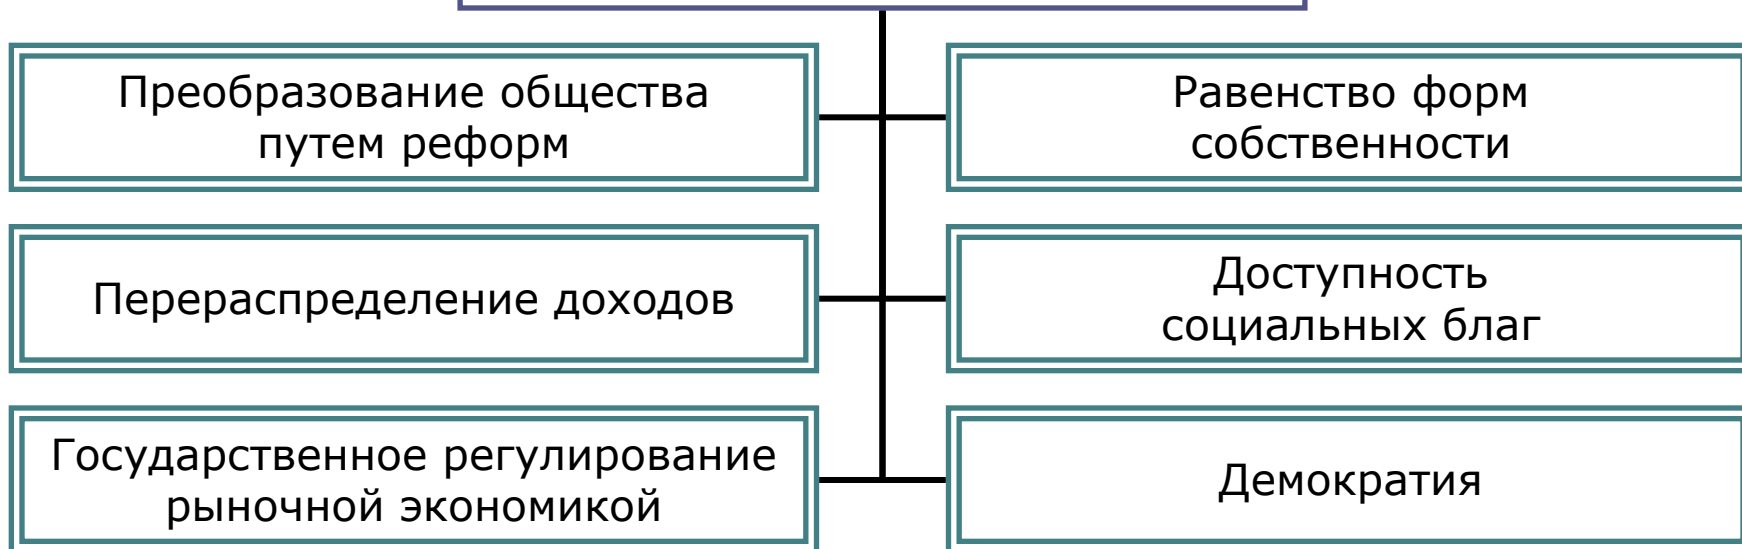 Преобразование общества
путем реформ
Равенство форм
собственности
Перераспределение доходов
Доступность
социальных благ
Государственное регулирование
рыночной экономикой
Демократия